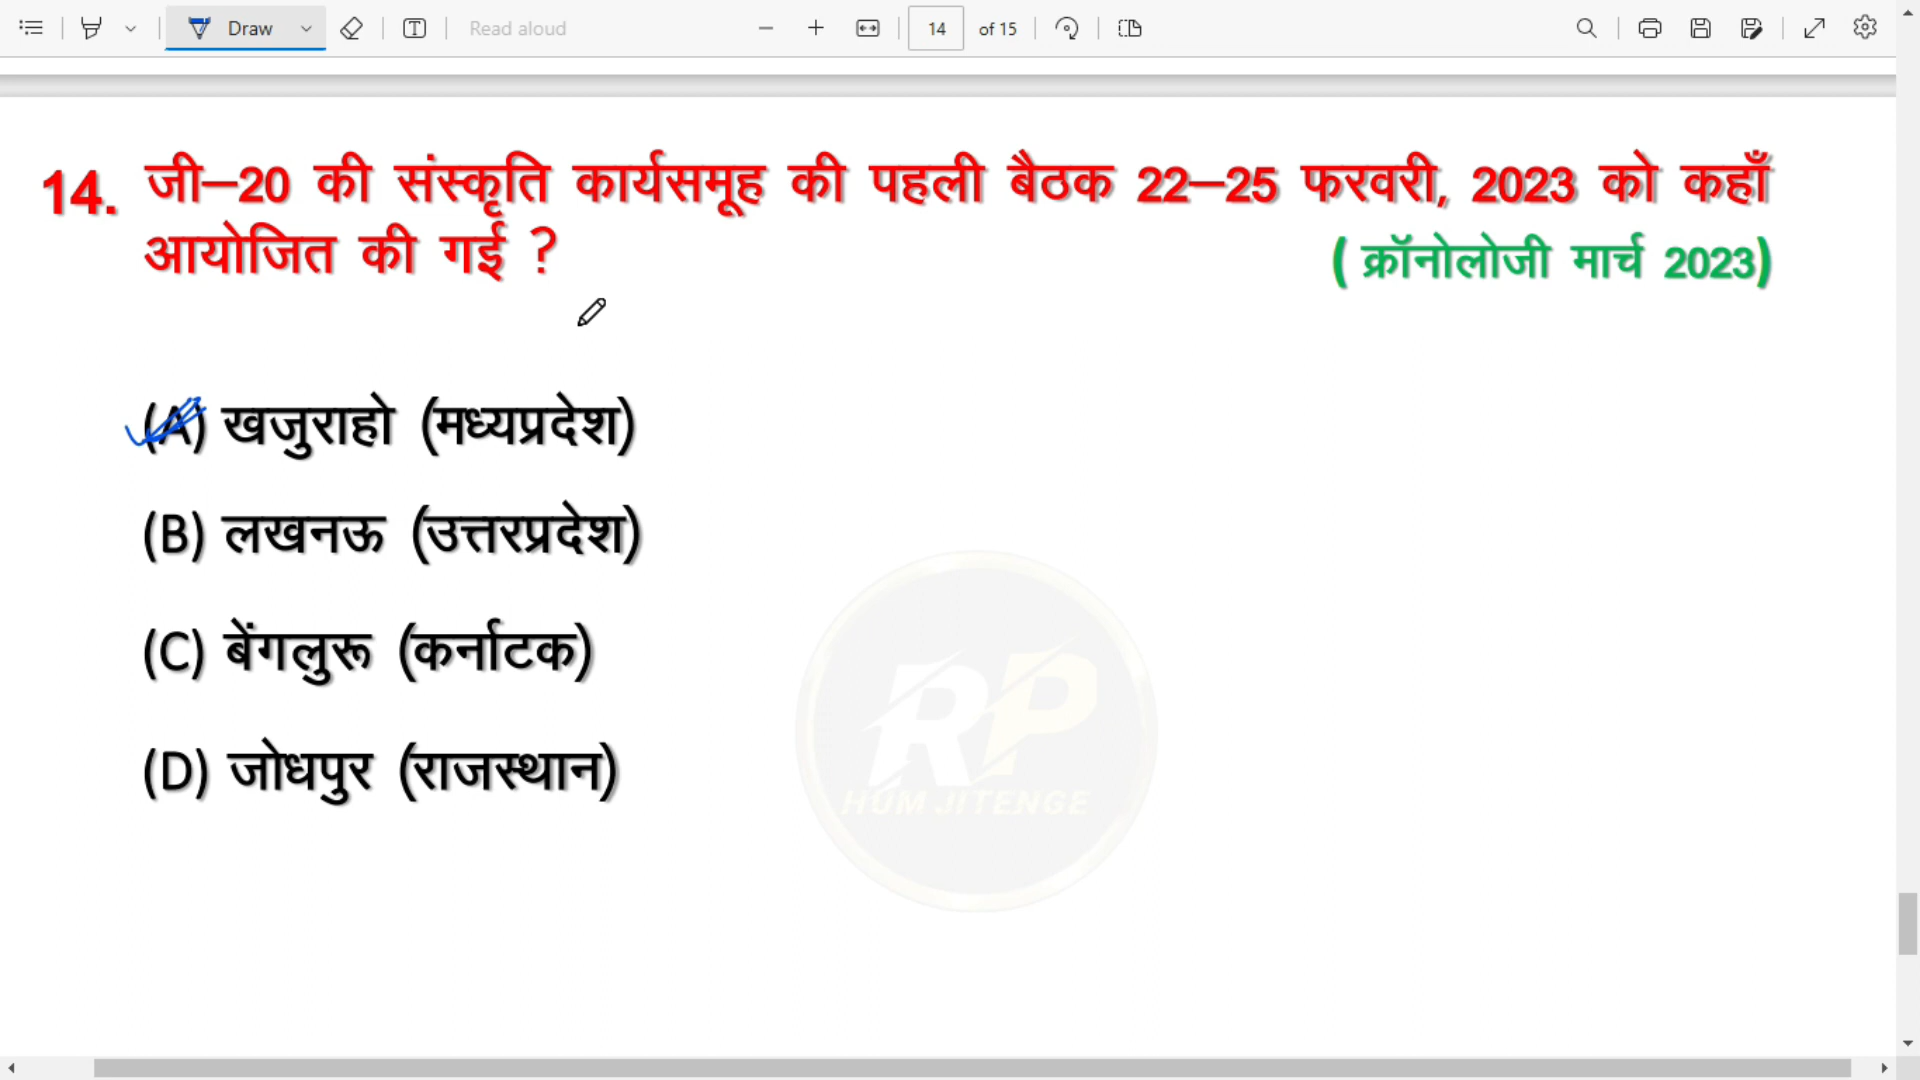 Draw
Read aloud
14 of 15
14. जी–20 की संस्कृति कार्यसमूह की पहली बैठक 22–25 फरवरी, 2023 को कहाँ
आयोजित की गई ?
( क्रॉनोलोजी मार्च 2023)
(A) खजुराहो (मध्यप्रदेश)
(B) लखनऊ (उत्तरप्रदेश)
(C) बेंगलुरू (कर्नाटक)
(D) जोधपुर (राजस्थान)
RP
HUM JITENGE